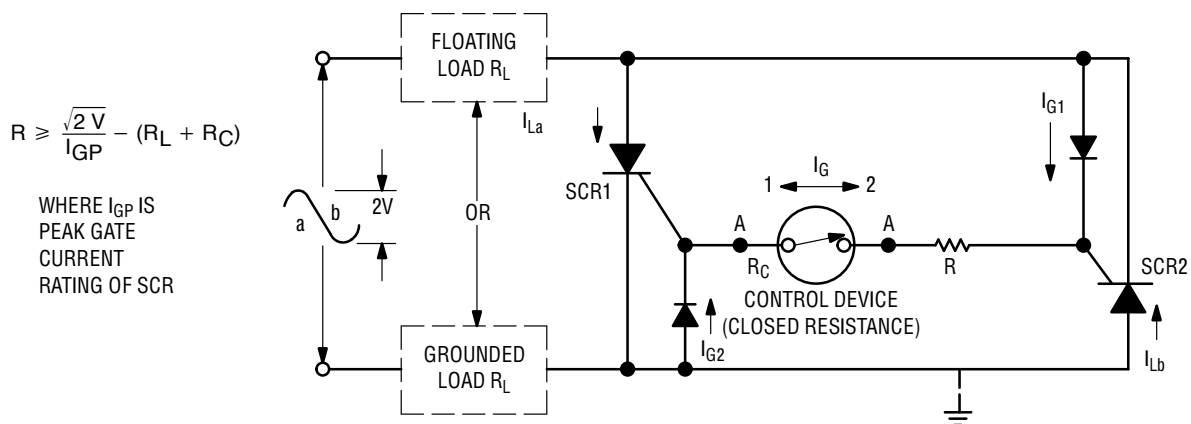 R ≥ √2 V / I_GP − (R_L + R_C)
WHERE I_GP IS
PEAK GATE
CURRENT
RATING OF SCR
a
b
2V
FLOATING
LOAD R_L
I_La
OR
GROUNDED
LOAD R_L
SCR1
1
I_G
2
A
A
R_C
R
CONTROL DEVICE
(CLOSED RESISTANCE)
I_G2
I_G1
SCR2
I_Lb